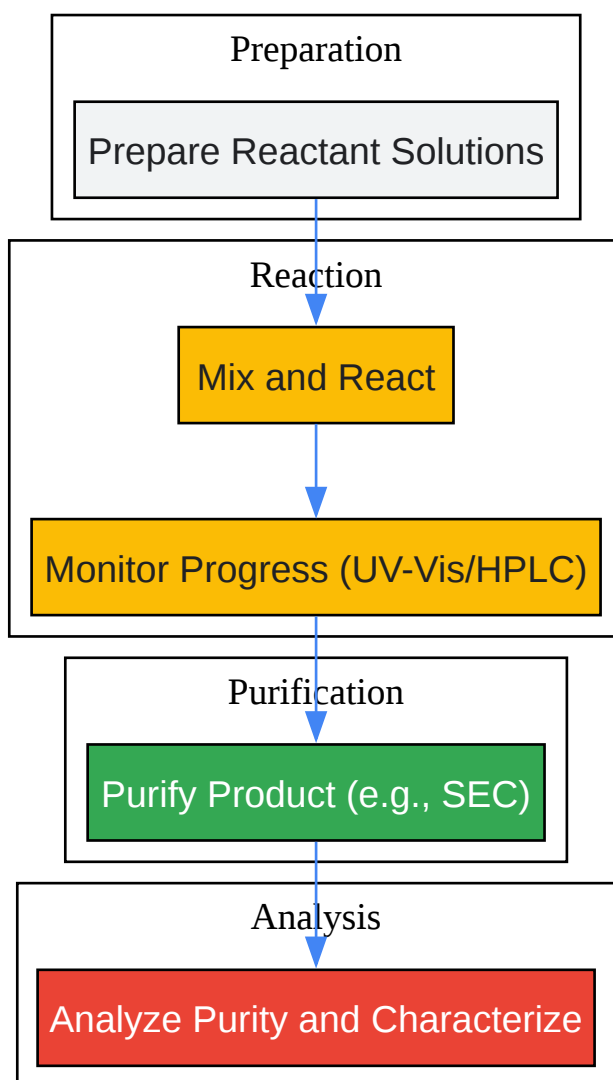 Preparation
Prepare Reactant Solutions
Reaction
Mix and React
Monitor Progress (UV-Vis/HPLC)
Purification
Purify Product (e.g., SEC)
Analysis
Analyze Purity and Characterize